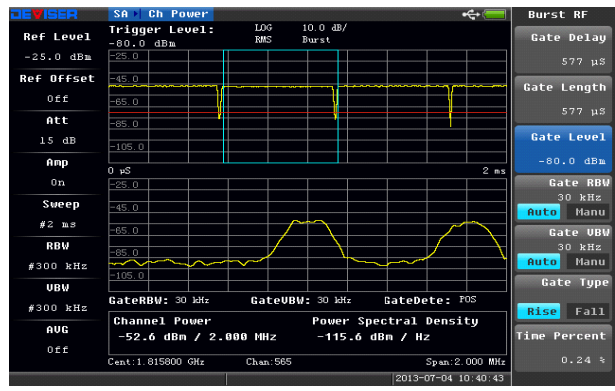 DEVISER
SA Ch Power
Burst RF
Ref Level
-25.0 dBm
Ref Offset
Off
Att
15 dB
Amp
On
Sweep
#2 ms
RBW
#300 kHz
VBW
#300 kHz
AVG
Off
Trigger Level: LOG 10.0 dB/
-80.0 dBm RMS Burst
-25.0
-45.0
-65.0
-85.0
-105.0
0 µS 2 ms
-25.0
-45.0
-65.0
-85.0
-105.0
GateRBW: 30 kHz GateVBW: 30 kHz GateDete: POS
Channel Power Power Spectral Density
-52.6 dBm / 2.000 MHz -115.6 dBm / Hz
Cent:1.815800 GHz Chan:565 Span:2.000 MHz
2013-07-04 10:40:43
Gate Delay
577 µS
Gate Length
577 µS
Gate Level
-80.0 dBm
Gate RBW
30 kHz
Auto Manu
Gate VBW
30 kHz
Auto Manu
Gate Type
Rise Fall
Time Percent
0.24 %